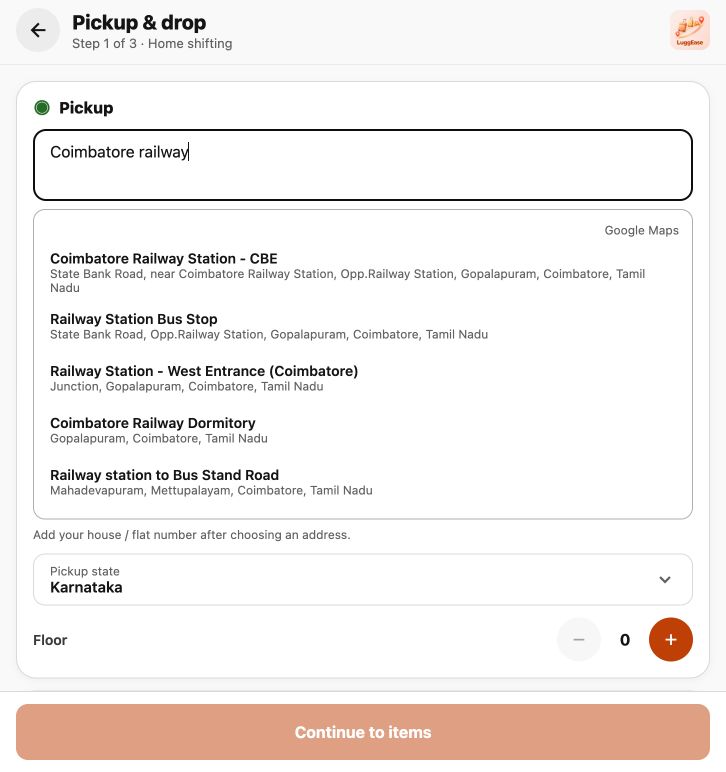 Pickup & drop
Step 1 of 3 · Home shifting
LuggEase
Pickup
Coimbatore railway
Google Maps
Coimbatore Railway Station - CBE
State Bank Road, near Coimbatore Railway Station, Opp.Railway Station, Gopalapuram, Coimbatore, Tamil
Nadu
Railway Station Bus Stop
State Bank Road, Opp.Railway Station, Gopalapuram, Coimbatore, Tamil Nadu
Railway Station - West Entrance (Coimbatore)
Junction, Gopalapuram, Coimbatore, Tamil Nadu
Coimbatore Railway Dormitory
Gopalapuram, Coimbatore, Tamil Nadu
Railway station to Bus Stand Road
Mahadevapuram, Mettupalayam, Coimbatore, Tamil Nadu
Add your house / flat number after choosing an address.
Pickup state
Karnataka
Floor − 0 +
Continue to items